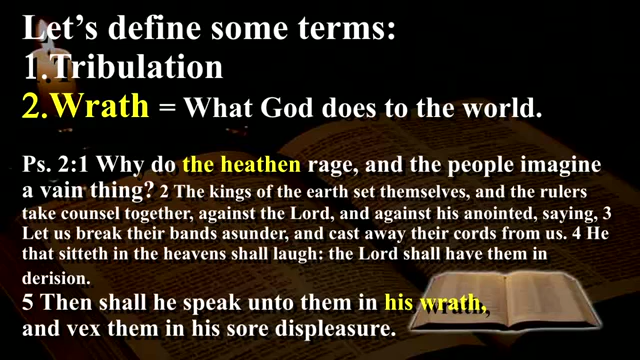 Let's define some terms:
1.Tribulation
2.Wrath = What God does to the world.
Ps. 2:1 Why do the heathen rage, and the people imagine
a vain thing? 2 The kings of the earth set themselves, and the rulers
take counsel together, against the Lord, and against his anointed, saying, 3
Let us break their bands asunder, and cast away their cords from us. 4 He
that sitteth in the heavens shall laugh: the Lord shall have them in
derision.
5 Then shall he speak unto them in his wrath,
and vex them in his sore displeasure.